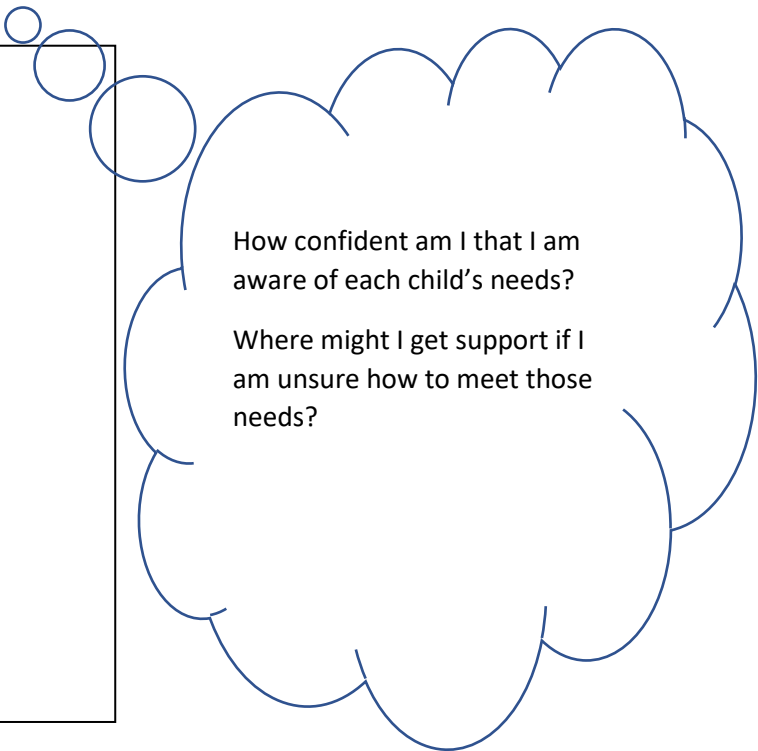 How confident am I that I am
aware of each child’s needs?
Where might I get support if I
am unsure how to meet those
needs?